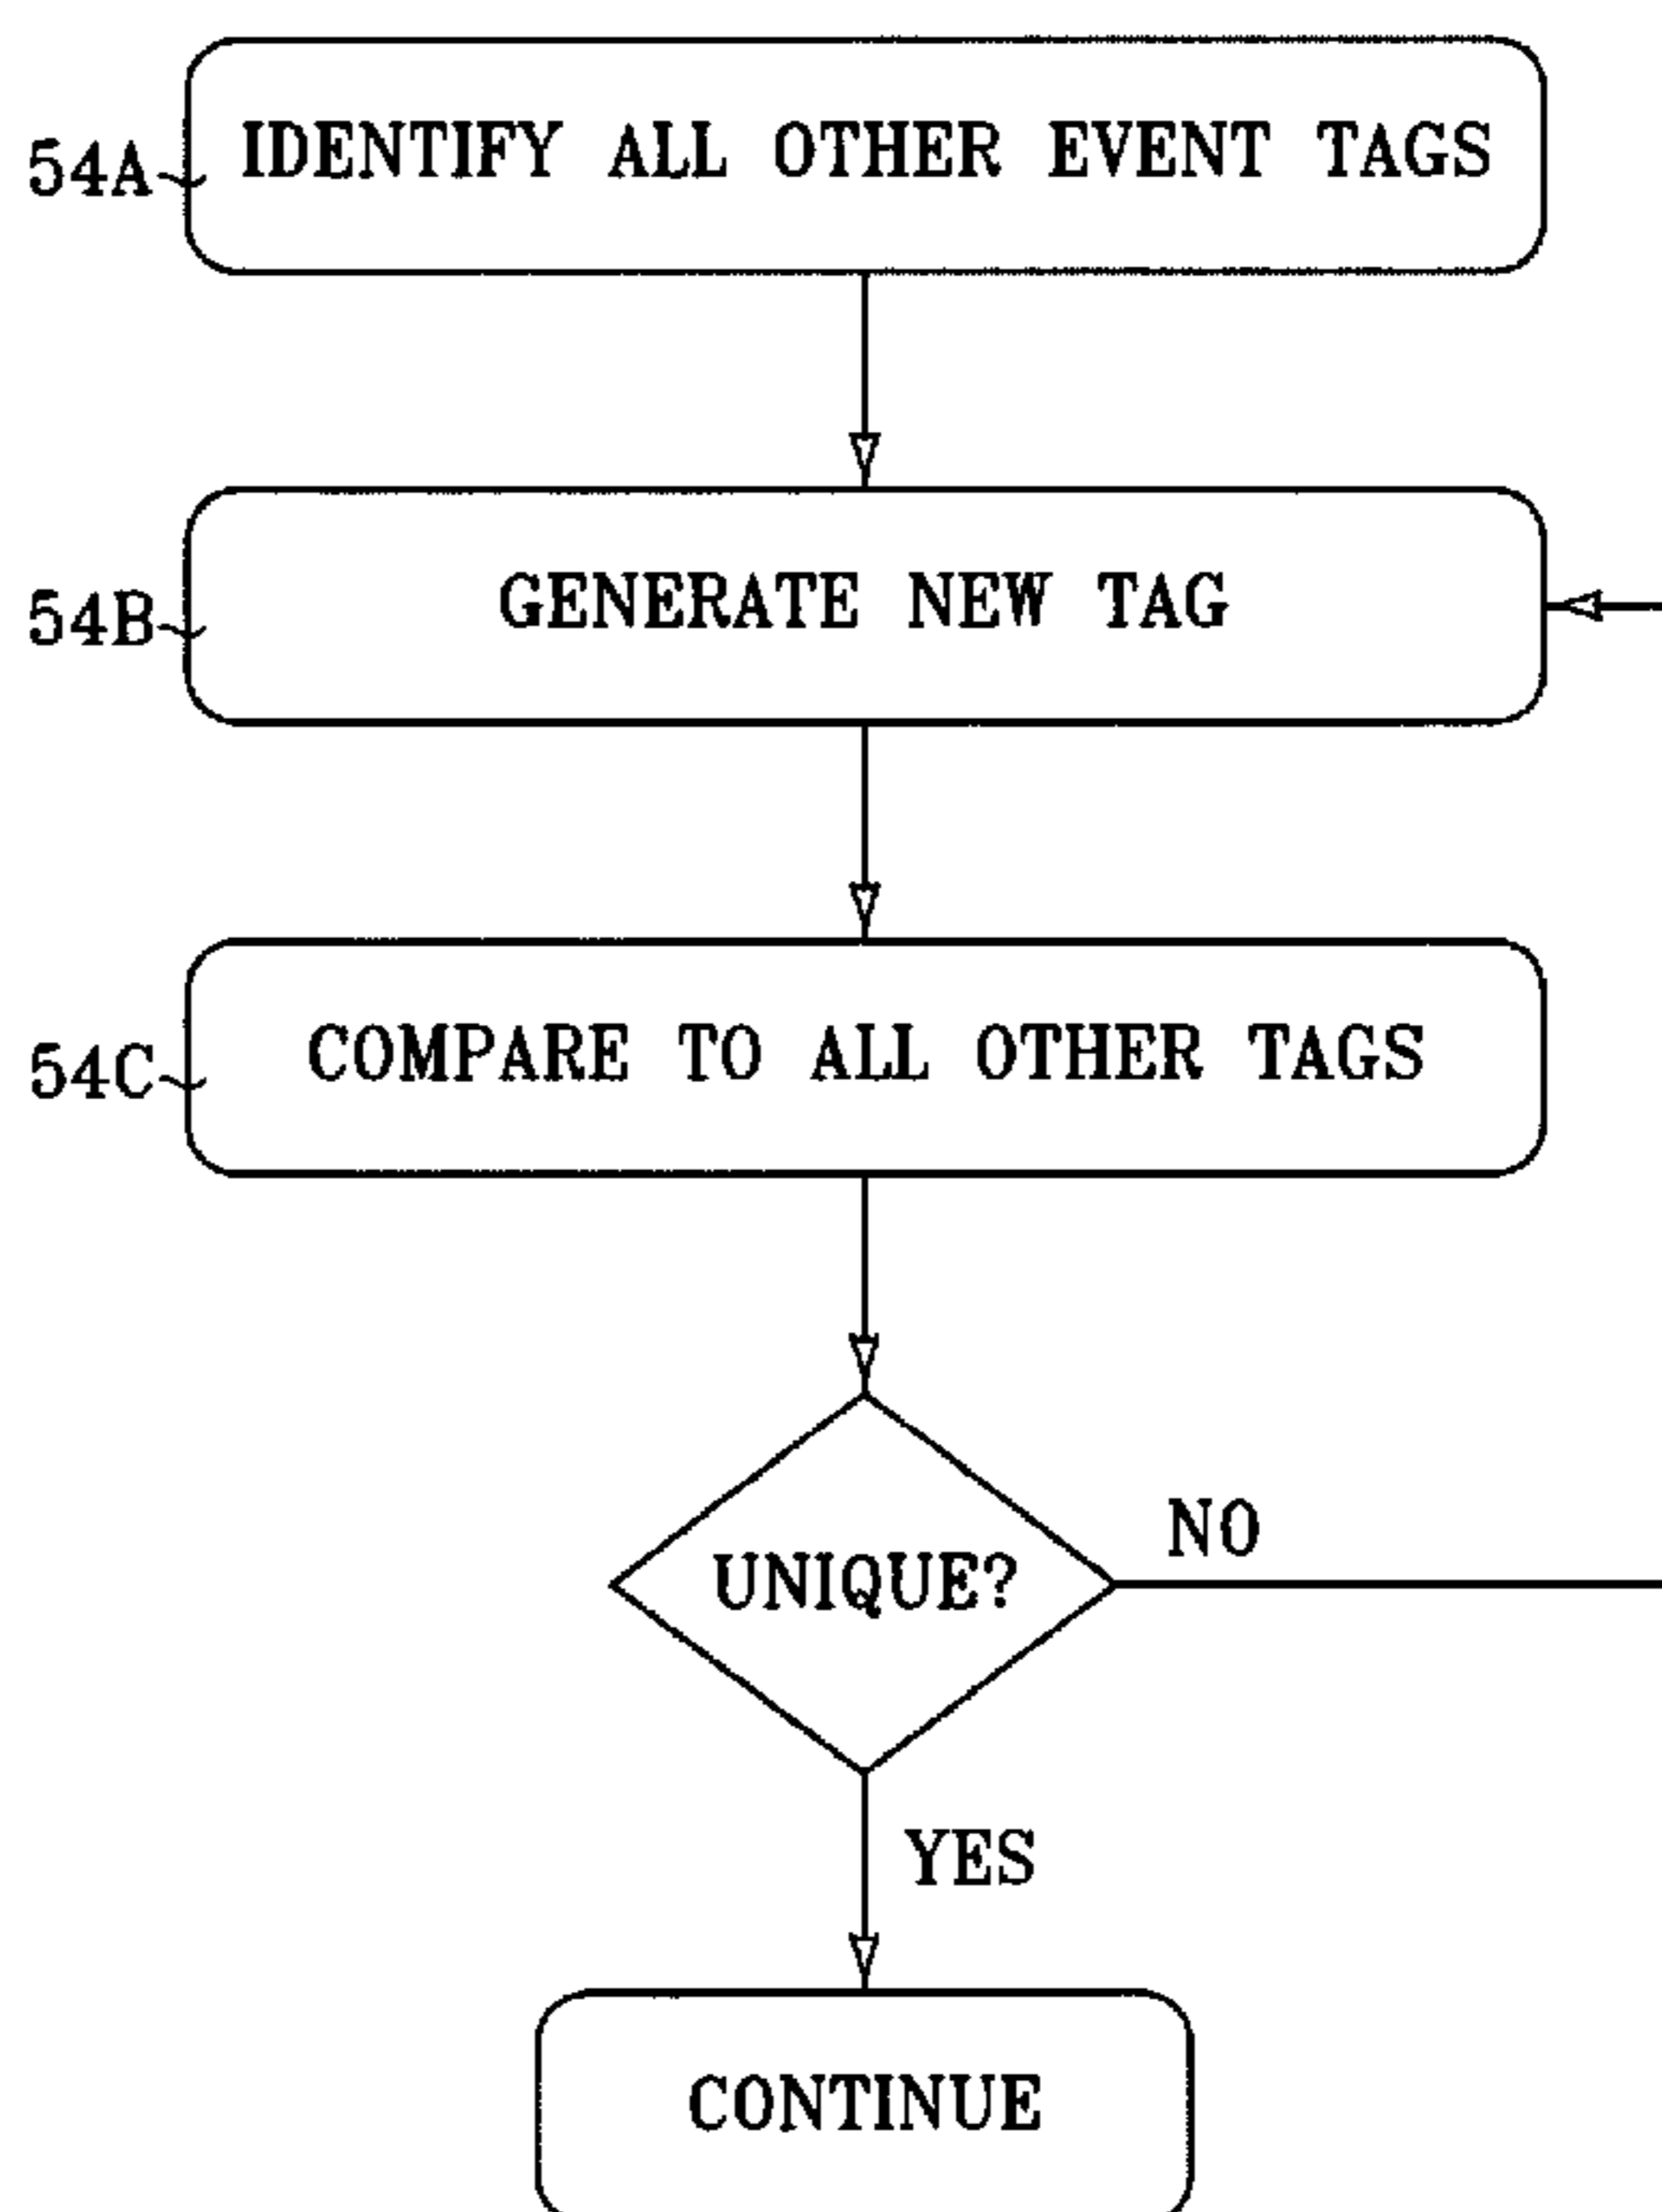 54A
IDENTIFY ALL OTHER EVENT TAGS
54B
GENERATE NEW TAG
54C
COMPARE TO ALL OTHER TAGS
UNIQUE?
NO
YES
CONTINUE